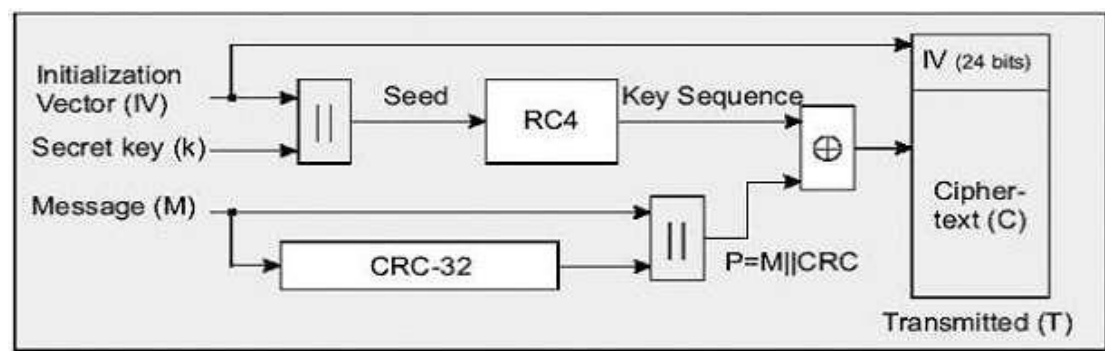 Initialization
Vector (IV)
Secret key (k)
||
Seed
RC4
Key Sequence
⊕
IV (24 bits)
Cipher-
text (C)
Message (M)
CRC-32
||
P=M||CRC
Transmitted (T)